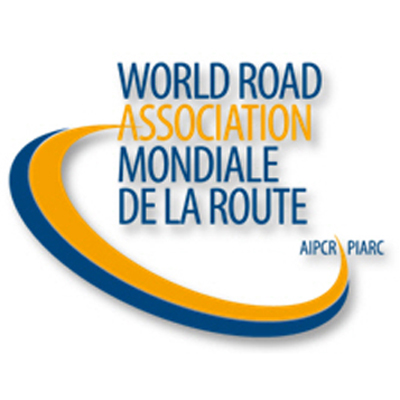 WORLD ROAD
ASSOCIATION
MONDIALE
DE LA ROUTE
AIPCR PIARC